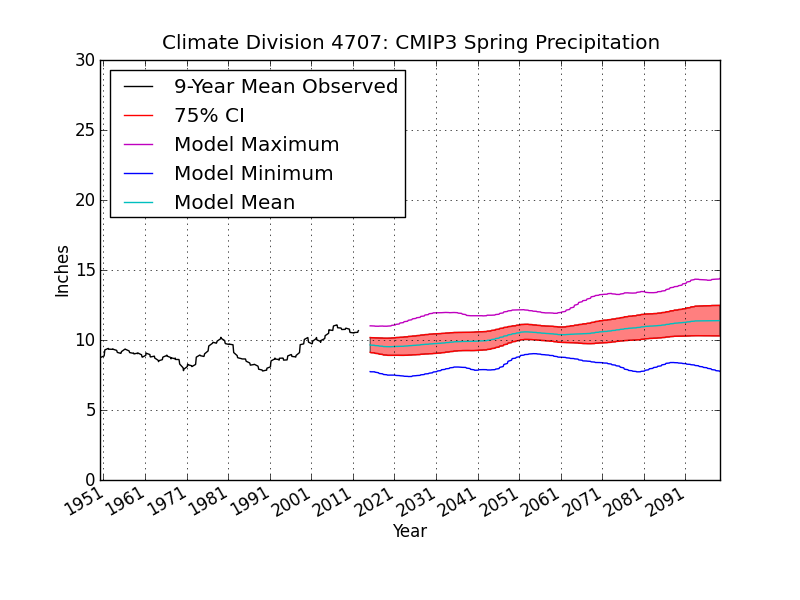 Climate Division 4707: CMIP3 Spring Precipitation
30
25
20
15
10
5
0
Inches
9-Year Mean Observed
75% CI
Model Maximum
Model Minimum
Model Mean
1951 1961 1971 1981 1991 2001 2011 2021 2031 2041 2051 2061 2071 2081 2091
Year